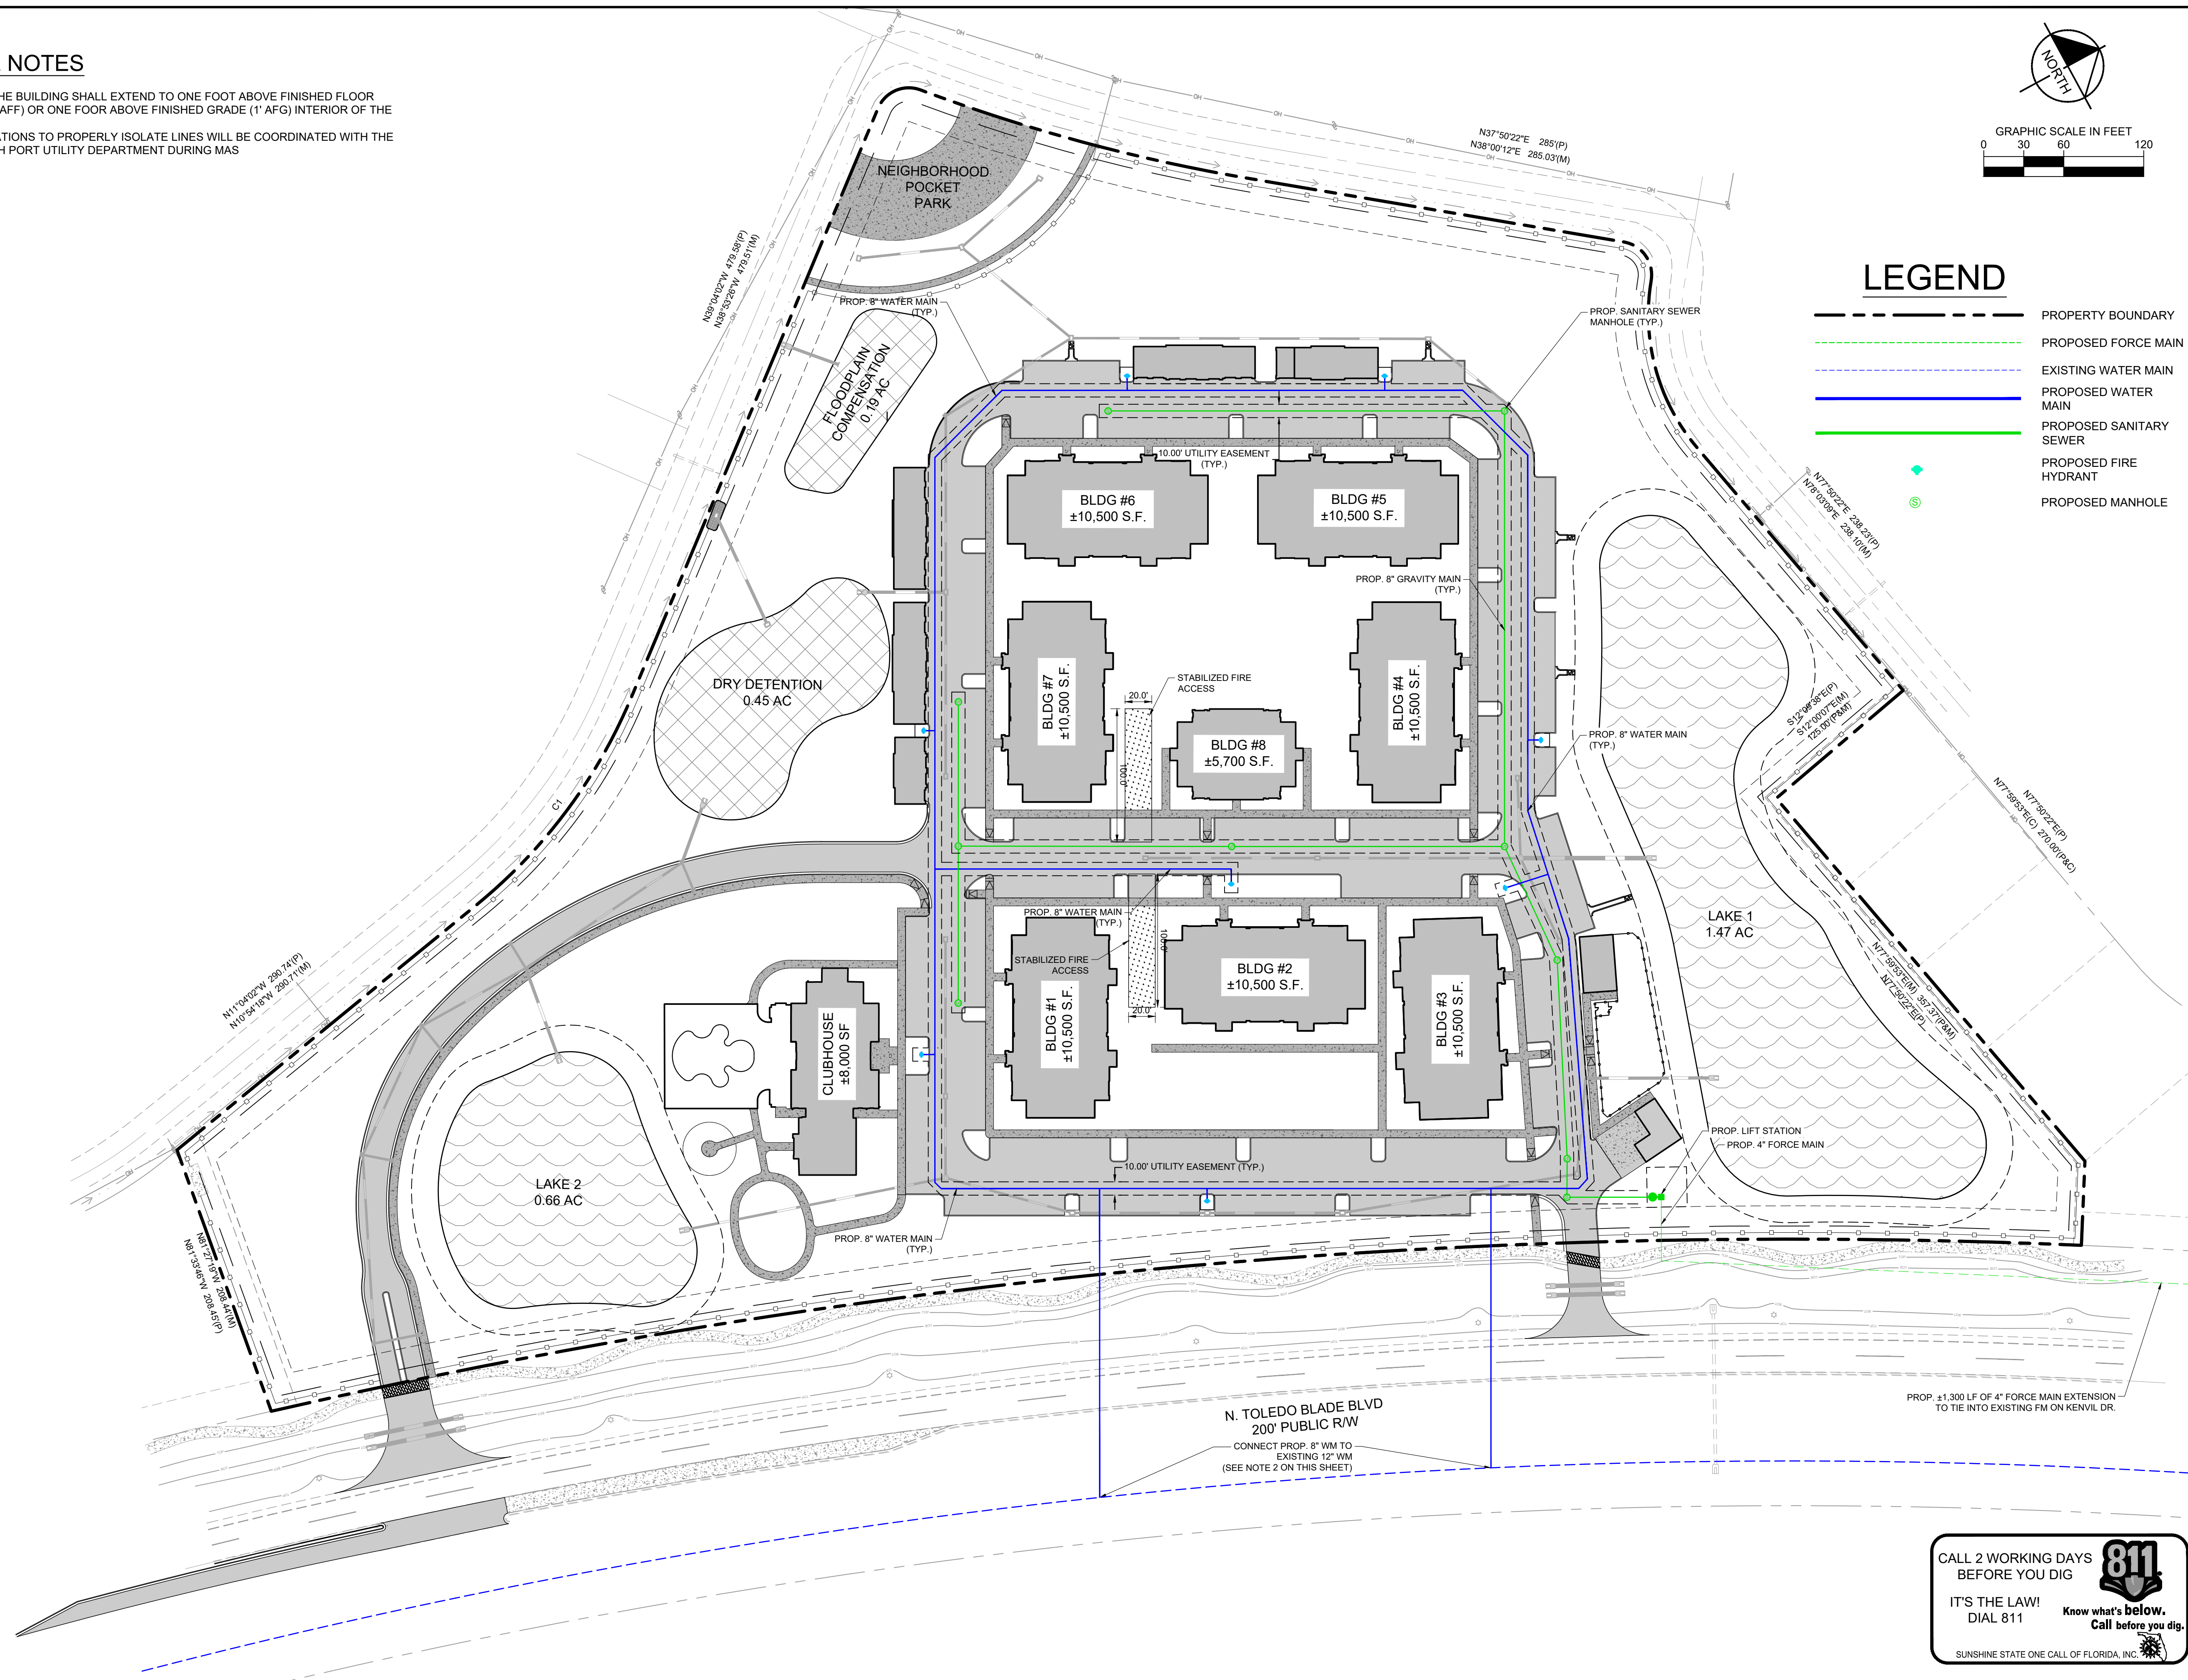 NOTES
HE BUILDING SHALL EXTEND TO ONE FOOT ABOVE FINISHED FLOOR
AFF) OR ONE FOOR ABOVE FINISHED GRADE (1' AFG) INTERIOR OF THE
ATIONS TO PROPERLY ISOLATE LINES WILL BE COORDINATED WITH THE
H PORT UTILITY DEPARTMENT DURING MAS
NORTH
GRAPHIC SCALE IN FEET
0 30 60 120
LEGEND
PROPERTY BOUNDARY
PROPOSED FORCE MAIN
EXISTING WATER MAIN
PROPOSED WATER
MAIN
PROPOSED SANITARY
SEWER
PROPOSED FIRE
HYDRANT
S
PROPOSED MANHOLE
N37°50'22"E 285'(P)
N38°00'12"E 285.03'(M)
NEIGHBORHOOD
POCKET
PARK
N39°04'02"W 479.58'(P)
N38°53'26"W 479.51'(M)
PROP. 8" WATER MAIN
(TYP.)
PROP. SANITARY SEWER
MANHOLE (TYP.)
FLOODPLAIN
COMPENSATION
0.19 AC
10.00' UTILITY EASEMENT
(TYP.)
BLDG #6
±10,500 S.F.
BLDG #5
±10,500 S.F.
N77°50'22"E 238.23'(P)
N78°03'09"E 238.10'(M)
PROP. 8" GRAVITY MAIN
(TYP.)
DRY DETENTION
0.45 AC
BLDG #7
±10,500 S.F.
20.0'
100.0'
STABILIZED FIRE
ACCESS
BLDG #8
±5,700 S.F.
BLDG #4
±10,500 S.F.
PROP. 8" WATER MAIN
(TYP.)
S12°09'38"E(P)
S12°00'07"E(M)
125.00'(P&M)
C1
N77°50'22"E(P)
N77°59'53"E(C) 270.00'(P&C)
PROP. 8" WATER MAIN
(TYP.)
STABILIZED FIRE
ACCESS
100.0'
20.0'
BLDG #1
±10,500 S.F.
BLDG #2
±10,500 S.F.
BLDG #3
±10,500 S.F.
LAKE 1
1.47 AC
N77°59'53"E(M) 357.37'(P&M)
N77°50'22"E(P)
N11°04'02"W 290.74'(P)
N10°54'18"W 290.71'(M)
CLUBHOUSE
±8,000 SF
PROP. LIFT STATION
PROP. 4" FORCE MAIN
10.00' UTILITY EASEMENT (TYP.)
LAKE 2
0.66 AC
PROP. 8" WATER MAIN
(TYP.)
N81°27'19"W 208.44'(M)
N81°33'46"W 208.45'(P)
PROP. ±1,300 LF OF 4" FORCE MAIN EXTENSION
TO TIE INTO EXISTING FM ON KENVIL DR.
N. TOLEDO BLADE BLVD
200' PUBLIC R/W
CONNECT PROP. 8" WM TO
EXISTING 12" WM
(SEE NOTE 2 ON THIS SHEET)
CALL 2 WORKING DAYS
BEFORE YOU DIG
IT'S THE LAW!
DIAL 811
811
Know what's below.
Call before you dig.
SUNSHINE STATE ONE CALL OF FLORIDA, INC.